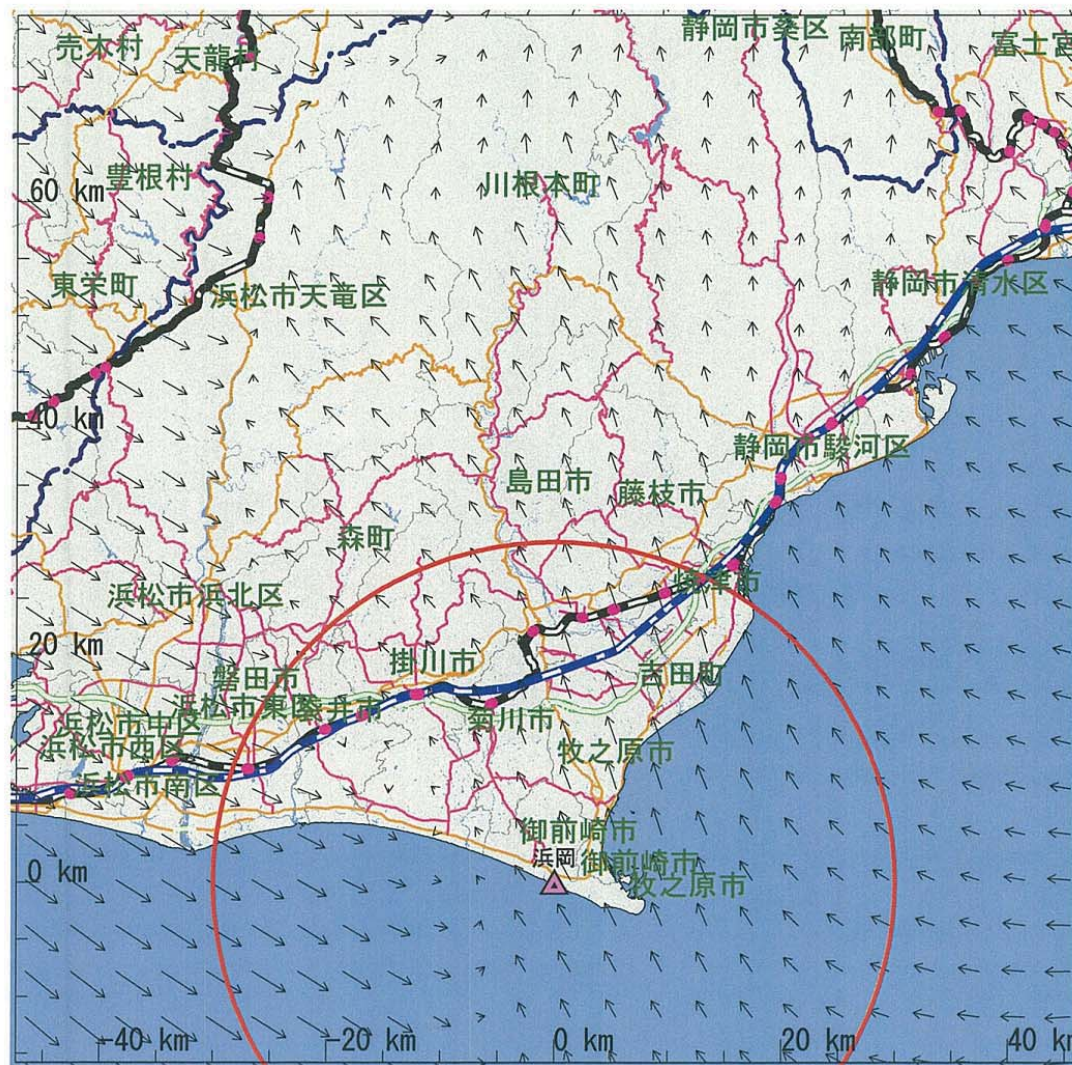 静岡市葵区
南部町
売木村
天龍村
豊根村
60 km
川根本町
静岡市清水区
東栄町
浜松市天竜区
40 km
静岡市駿河区
島田市
藤枝市
森町
焼津市
浜松市浜北区
20 km
掛川市
磐田市
吉田町
浜松市東区
袋井市
菊川市
浜松市中区
浜松市西区
牧之原市
浜松市南区
御前崎市
浜岡
御前崎市
0 km
牧之原市
-40 km
-20 km
0 km
20 km